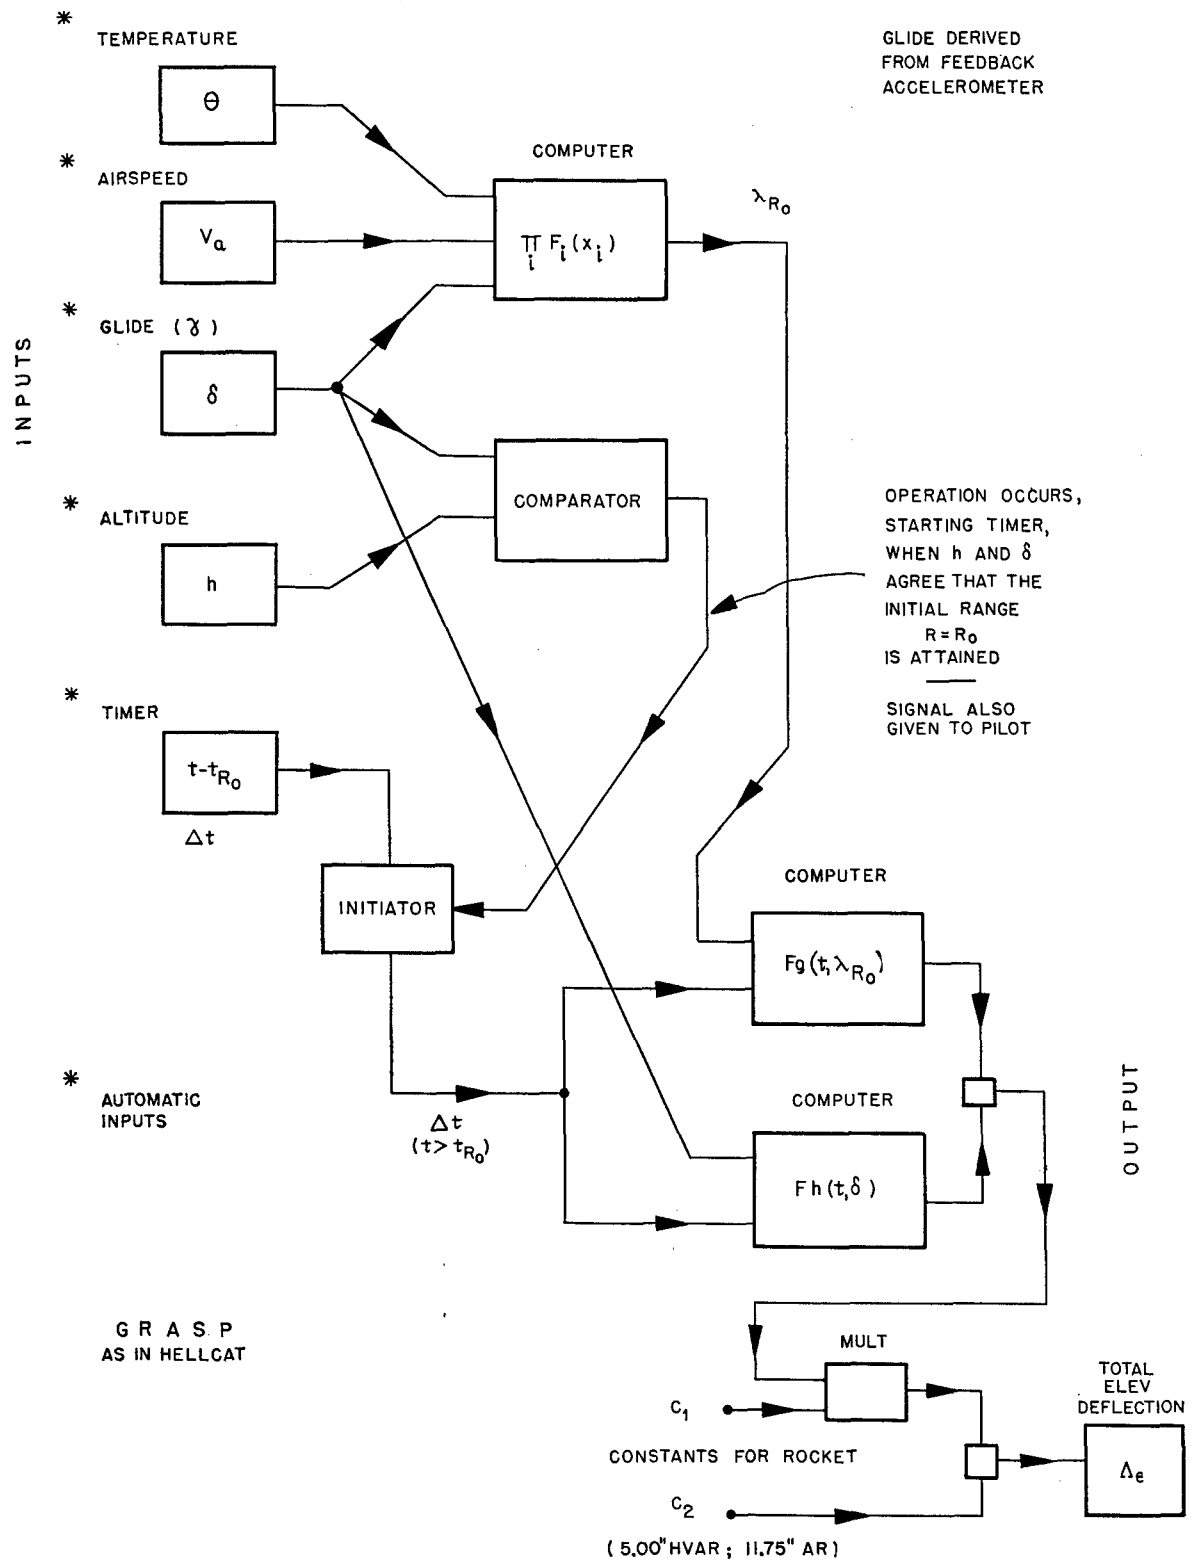 *
TEMPERATURE
θ
*
AIRSPEED
Va
*
GLIDE (γ)
δ
*
ALTITUDE
h
*
TIMER
t-tR₀
Δt
INPUTS
COMPUTER
∏ Fi(xi)
i
λR₀
GLIDE DERIVED
FROM FEEDBACK
ACCELEROMETER
COMPARATOR
OPERATION OCCURS,
STARTING TIMER,
WHEN h AND δ
AGREE THAT THE
INITIAL RANGE
R=R₀
IS ATTAINED
SIGNAL ALSO
GIVEN TO PILOT
INITIATOR
*
AUTOMATIC
INPUTS
Δt
(t>tR₀)
COMPUTER
Fg(t,λR₀)
COMPUTER
Fh(t,δ)
OUTPUT
GRASP
AS IN HELLCAT
MULT
C₁
CONSTANTS FOR ROCKET
C₂
(5.00"HVAR; 11.75" AR)
TOTAL
ELEV
DEFLECTION
Λe